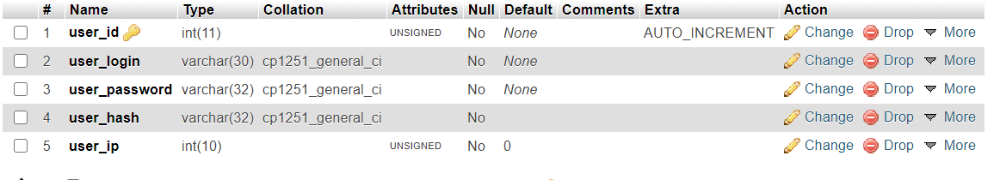 # Name Type Collation Attributes Null Default Comments Extra Action
1 user_id int(11) UNSIGNED No None AUTO_INCREMENT Change Drop More
2 user_login varchar(30) cp1251_general_ci No None Change Drop More
3 user_password varchar(32) cp1251_general_ci No None Change Drop More
4 user_hash varchar(32) cp1251_general_ci No Change Drop More
5 user_ip int(10) UNSIGNED No 0 Change Drop More